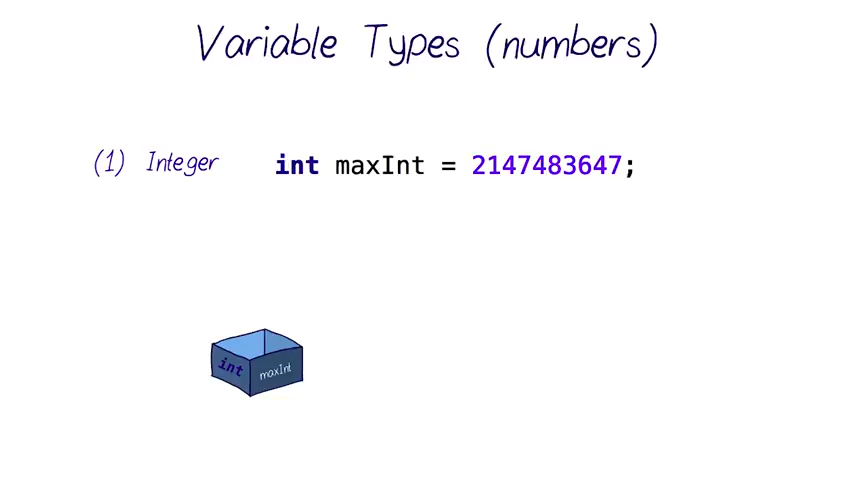 Variable Types (numbers)
(1) Integer int maxInt = 2147483647;
int maxInt